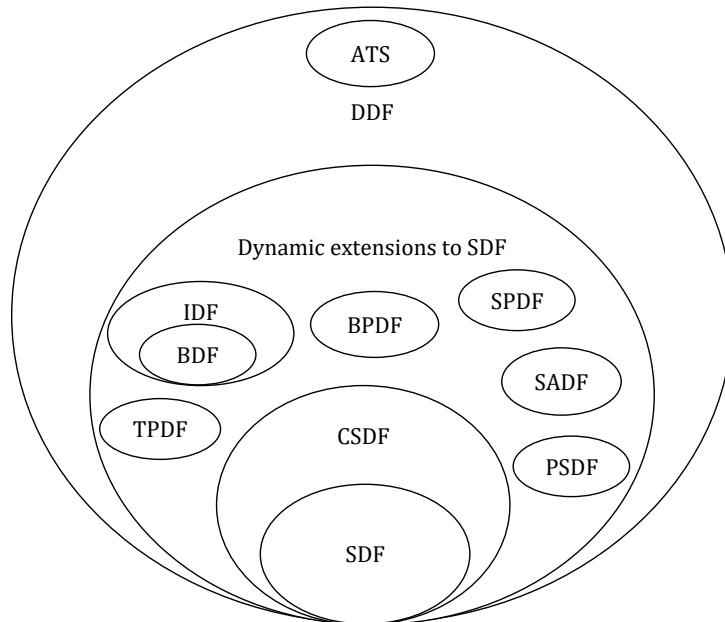 ATS
DDF
Dynamic extensions to SDF
IDF
BDF
BPDF
SPDF
SADF
TPDF
CSDF
PSDF
SDF